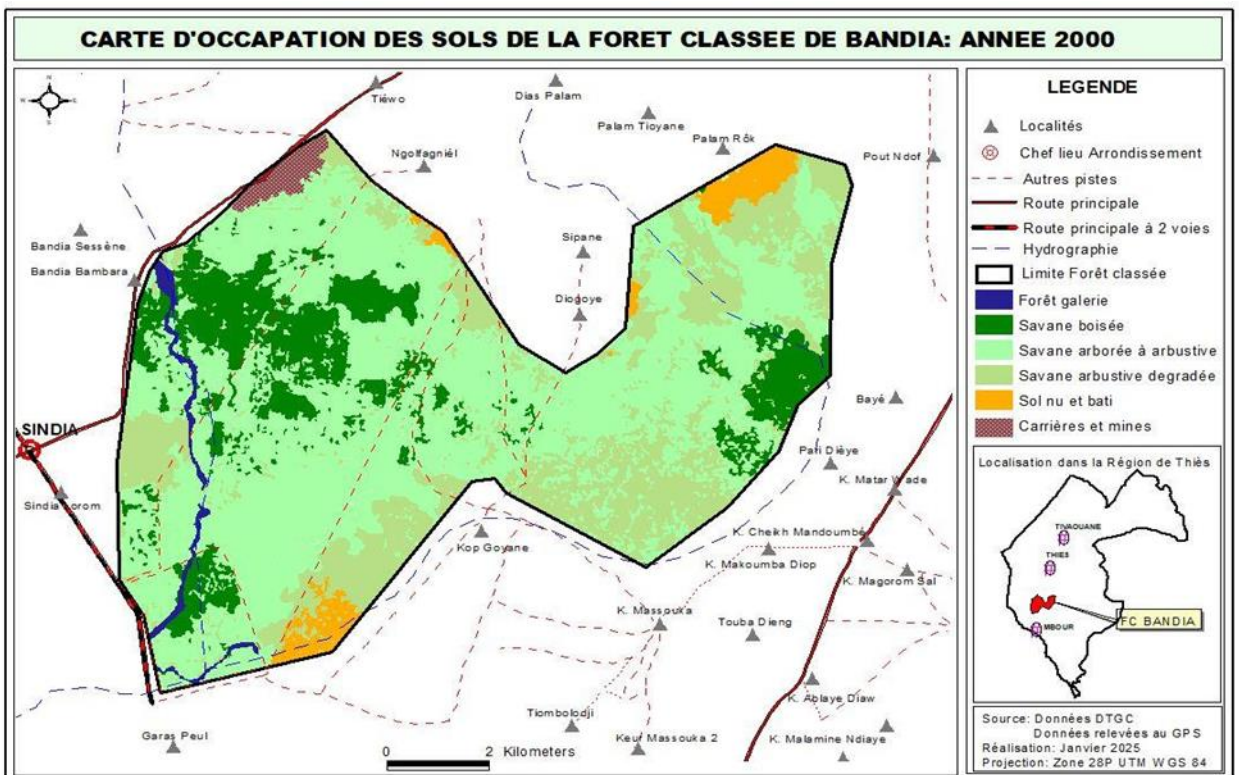 CARTE D'OCCAPATION DES SOLS DE LA FORET CLASSEE DE BANDIA: ANNEE 2000
N
Tiéwo
Dias Palam
Palam Tioyane
Palam Rôk
Pout Ndof
Ngolfagniél
Bandia Sessène
Bandia Bambara
Sipane
Diogoye
Bayé
SINDIA
Pari Dièye
K. Matar Wade
Sindia Lorom
Kop Goyane
K. Cheikh Mandoumbé
K. Makoumba Diop
K. Magorom Sal
K. Massouka
Touba Dieng
K. Ablaye Diaw
Tiombolodji
Garas Peul
Keur Massouka 2
K. Malamine Ndiaye
0 2 Kilometers
LEGENDE
Localités
Chef lieu Arrondissement
Autres pistes
Route principale
Route principale à 2 voies
Hydrographie
Limite Forêt classée
Forêt galerie
Savane boisée
Savane arborée à arbustive
Savane arbustive degradée
Sol nu et bati
Carrières et mines
Localisation dans la Région de Thiès
TIVAOUANE
THIES
FC BANDIA
MBOUR
Source: Données DTGC
Données relevées au GPS
Réalisation: Janvier 2025
Projection: Zone 28P UTM WGS 84